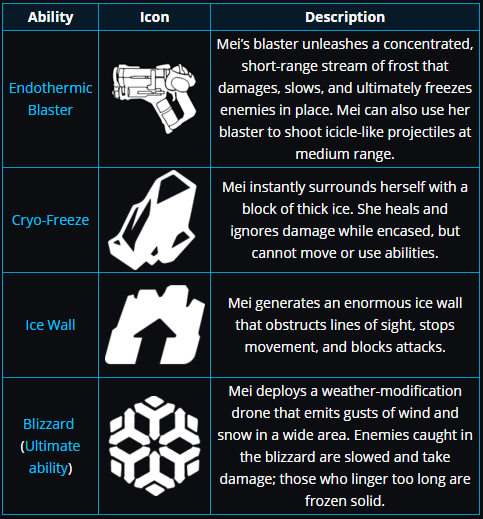 Ability Icon Description
Endothermic
Blaster
Mei's blaster unleashes a concentrated,
short-range stream of frost that
damages, slows, and ultimately freezes
enemies in place. Mei can also use her
blaster to shoot icicle-like projectiles at
medium range.
Cryo-Freeze
Mei instantly surrounds herself with a
block of thick ice. She heals and
ignores damage while encased, but
cannot move or use abilities.
Ice Wall
Mei generates an enormous ice wall
that obstructs lines of sight, stops
movement, and blocks attacks.
Blizzard
(Ultimate
ability)
Mei deploys a weather-modification
drone that emits gusts of wind and
snow in a wide area. Enemies caught in
the blizzard are slowed and take
damage; those who linger too long are
frozen solid.